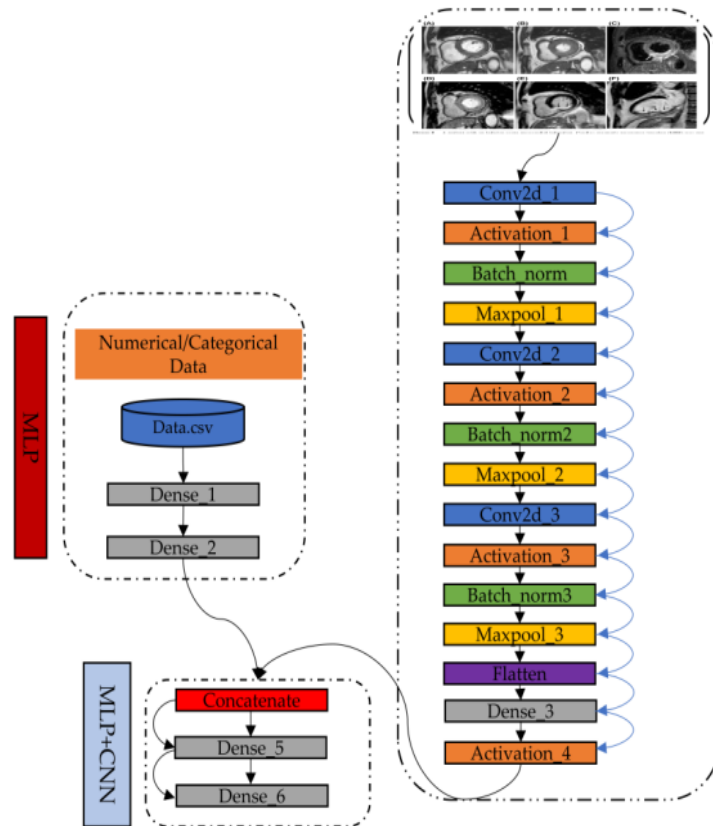 (A)
(B)
(C)
(D)
(E)
(F)
Conv2d_1
Activation_1
Batch_norm
Maxpool_1
Conv2d_2
Activation_2
Batch_norm2
Maxpool_2
Conv2d_3
Activation_3
Batch_norm3
Maxpool_3
Flatten
Dense_3
Activation_4
MLP
Numerical/Categorical
Data
Data.csv
Dense_1
Dense_2
MLP+CNN
Concatenate
Dense_5
Dense_6